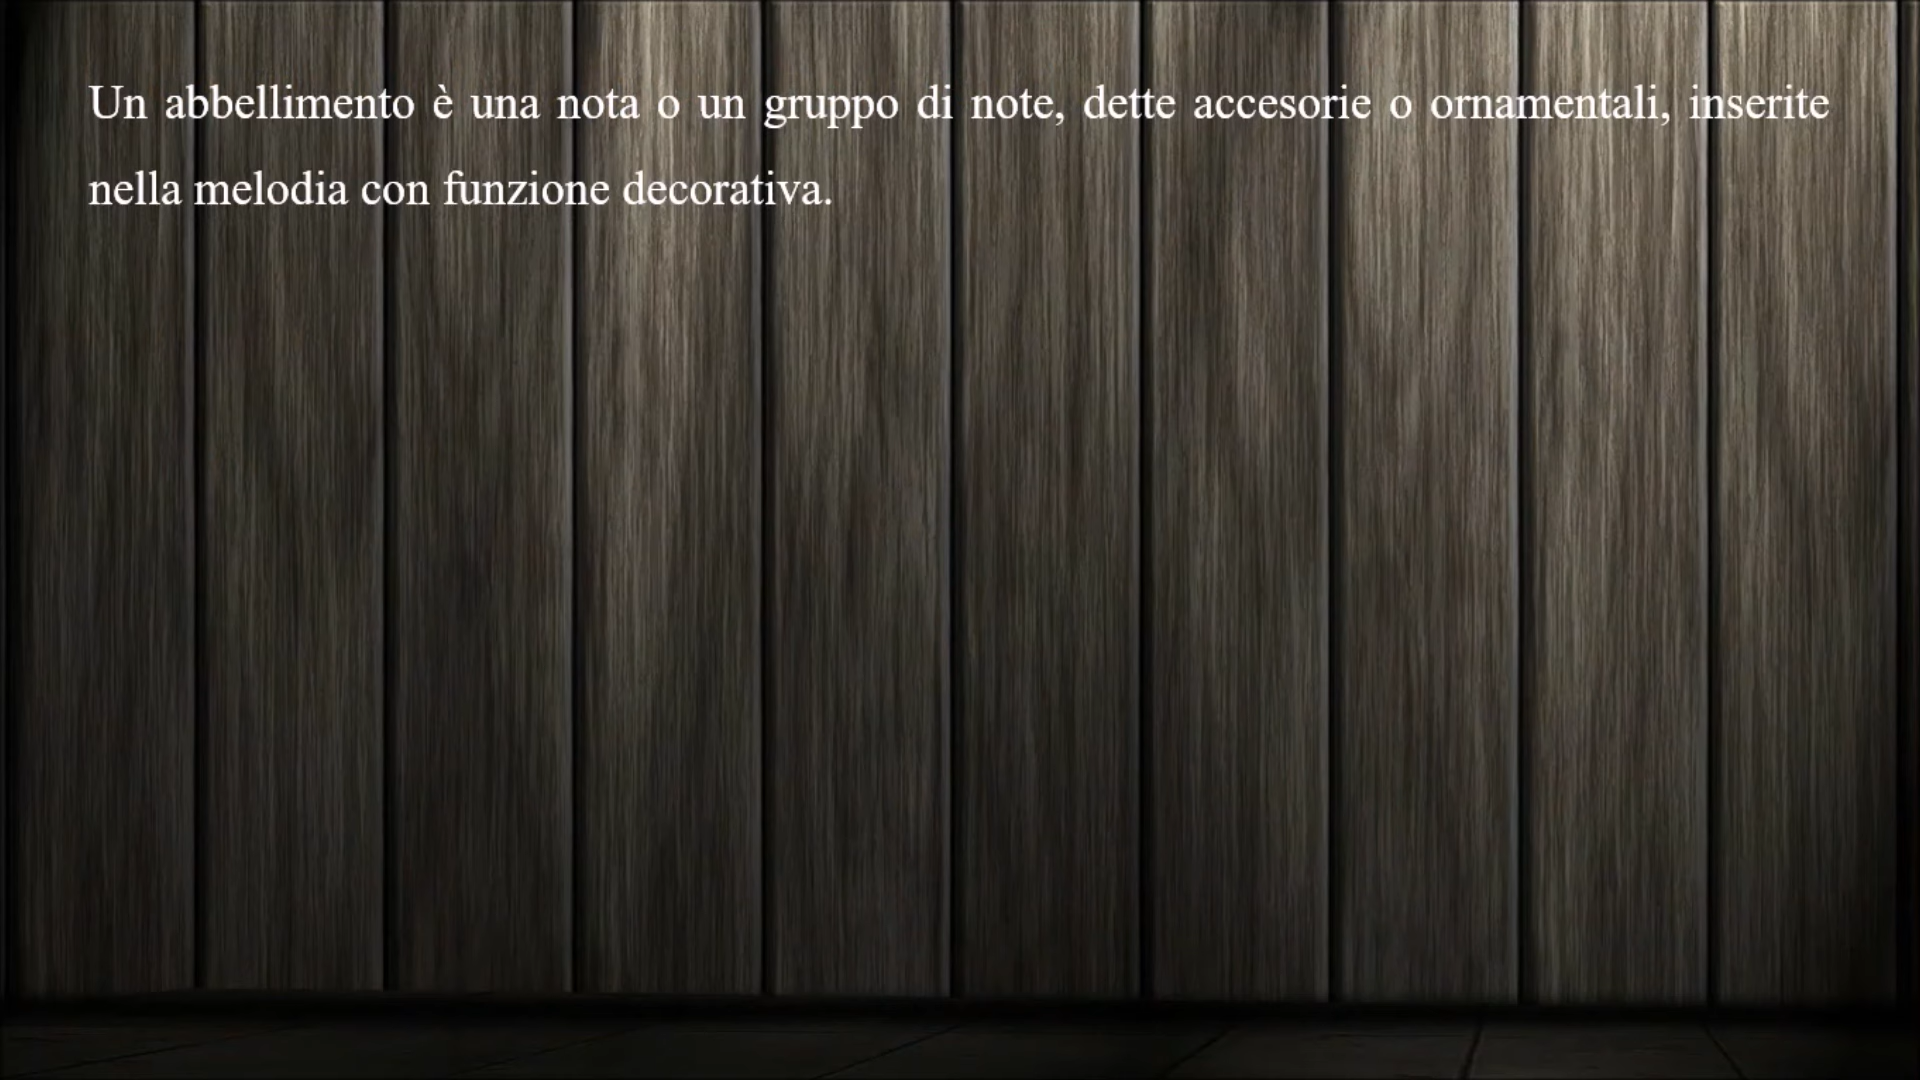 Un abbellimento è una nota o un gruppo di note, dette accesorie o ornamentali, inserite
nella melodia con funzione decorativa.